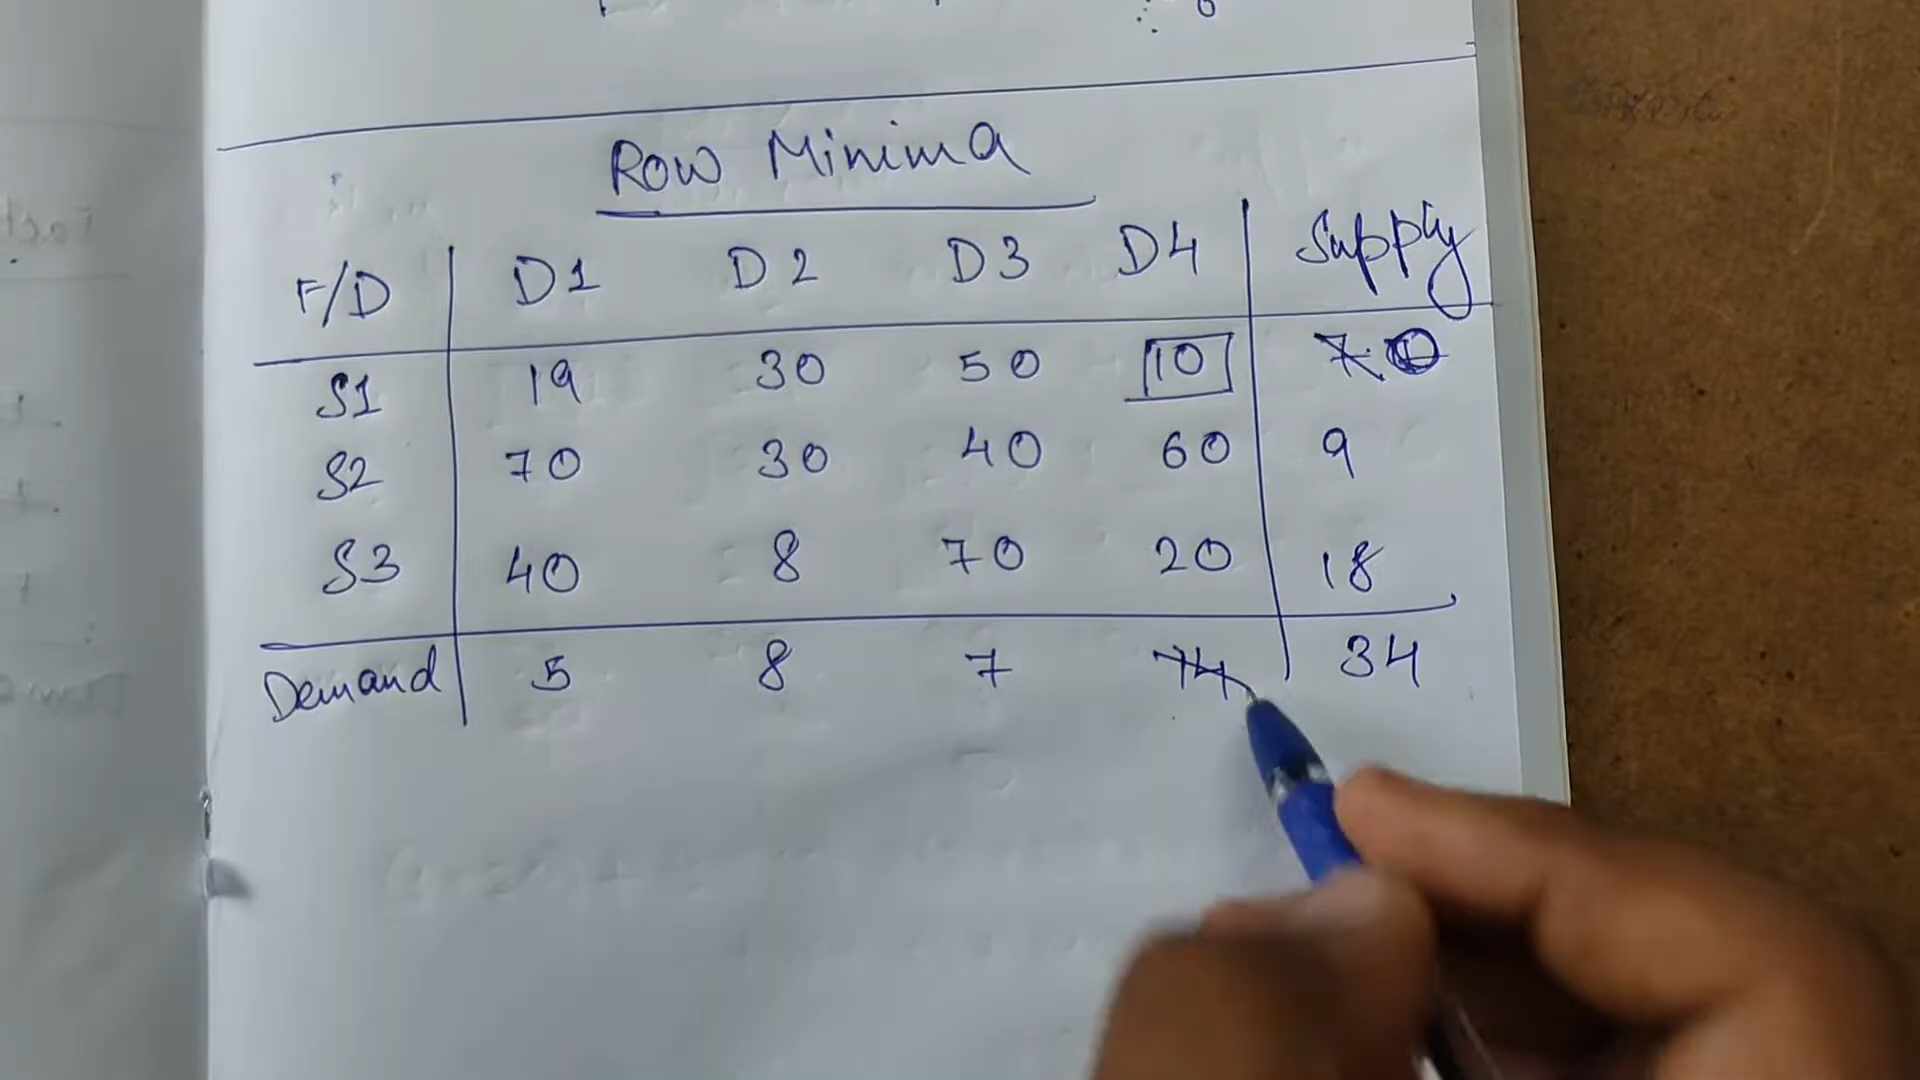 Row Minima
F/D D1 D2 D3 D4 Supply
S1 19 30 50 10 7 0
S2 70 30 40 60 9
S3 40 8 70 20 18
Demand 5 8 7 14 34